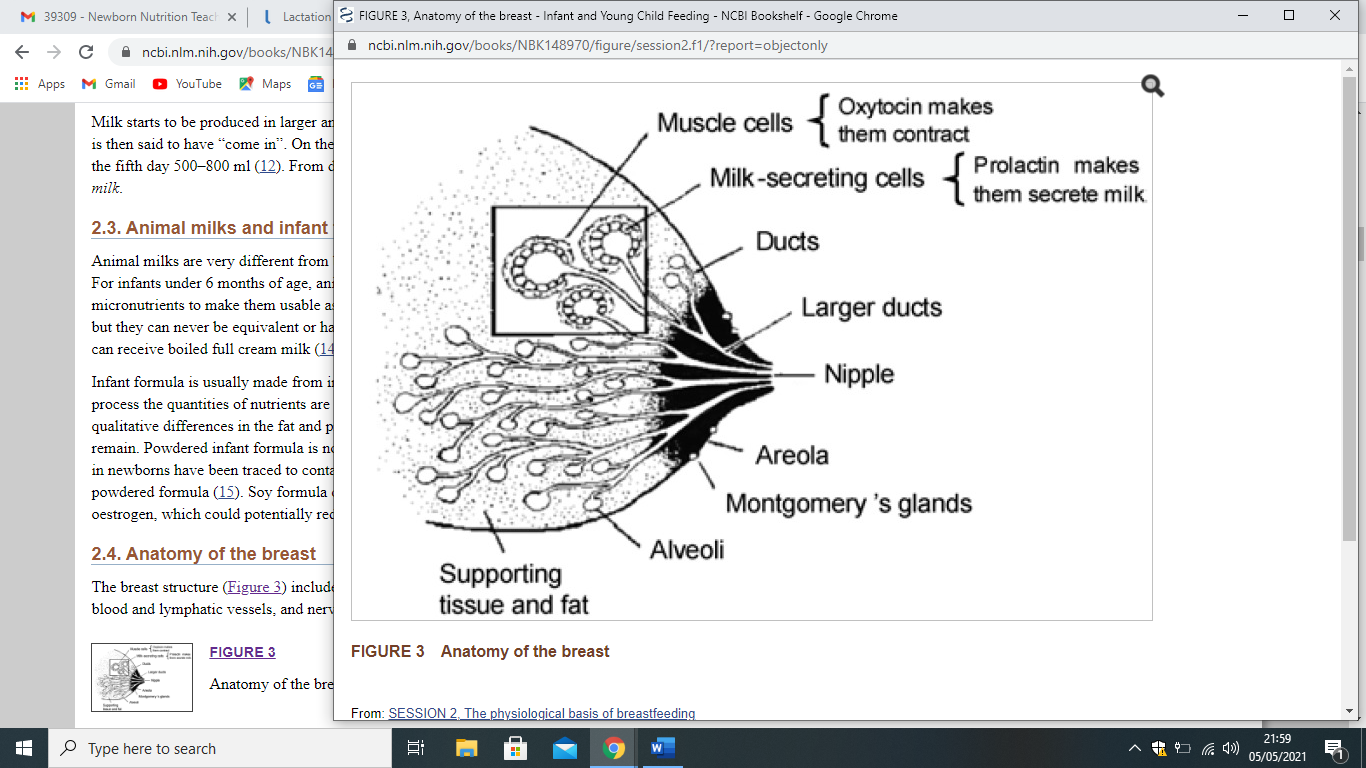 39309 - Newborn Nutrition Teac
Lactation
FIGURE 3, Anatomy of the breast - Infant and Young Child Feeding - NCBI Bookshelf - Google Chrome
ncbi.nlm.nih.gov/books/NBK14
ncbi.nlm.nih.gov/books/NBK148970/figure/session2.f1/?report=objectonly
Apps
Gmail
YouTube
Maps
GE
Milk starts to be produced in larger
is then said to have “come in”. On the
the fifth day 500–800 ml (12). From
milk.
2.3. Animal milks and infant
Animal milks are very different from
For infants under 6 months of age,
micronutrients to make them usable
but they can never be equivalent or
can receive boiled full cream milk (14
Infant formula is usually made from
process the quantities of nutrients are
qualitative differences in the fat and
remain. Powdered infant formula is
in newborns have been traced to
powdered formula (15). Soy formula
oestrogen, which could potentially
2.4. Anatomy of the breast
The breast structure (Figure 3)
blood and lymphatic vessels, and
FIGURE 3
Anatomy of the
Muscle cells { Oxytocin makes
them contract
Milk-secreting cells { Prolactin makes
them secrete milk
Ducts
Larger ducts
Nipple
Areola
Montgomery 's glands
Alveoli
Supporting
tissue and fat
FIGURE 3 Anatomy of the breast
From: SESSION 2, The physiological basis of breastfeeding
Type here to search
21:59
05/05/2021
1